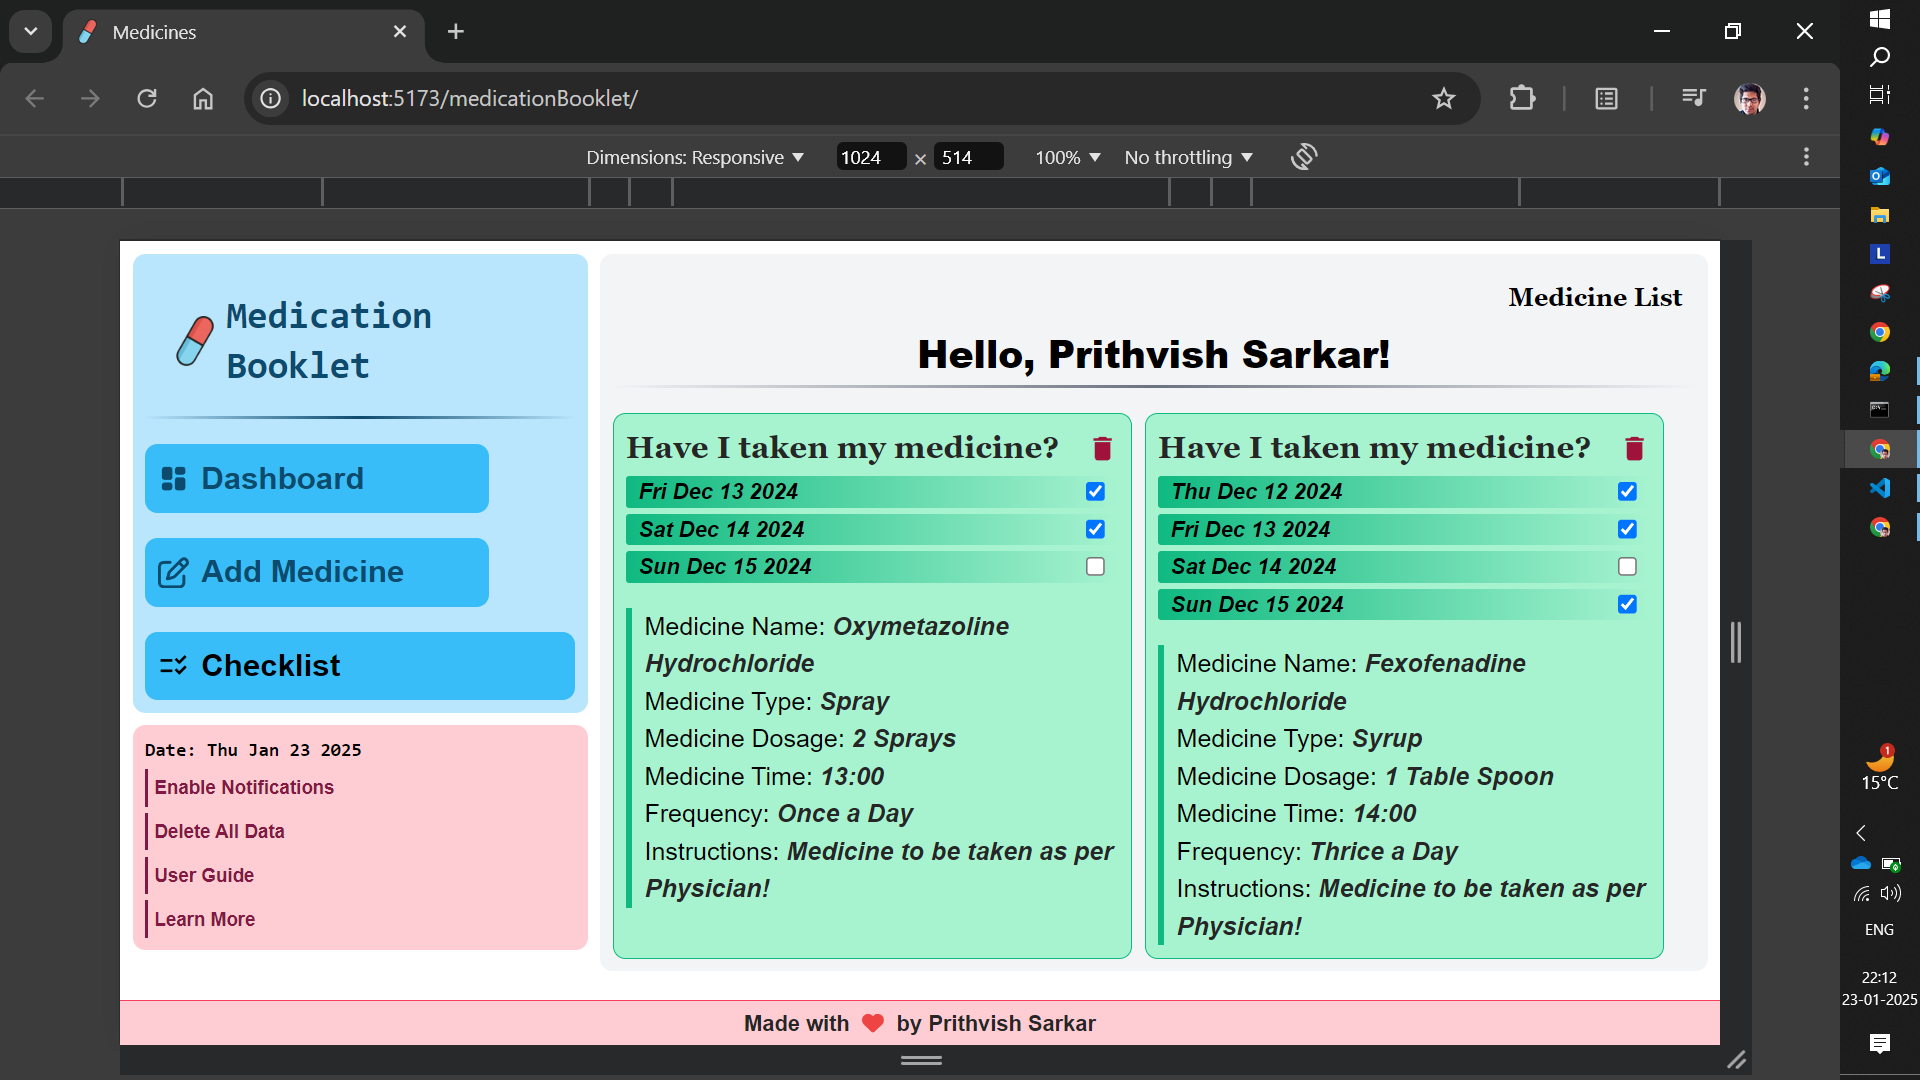 Medicines
localhost:5173/medicationBooklet/
Dimensions: Responsive ▼ 1024 × 514 100% ▼ No throttling ▼
Medication
Booklet
Dashboard
Add Medicine
Checklist
Date: Thu Jan 23 2025
Enable Notifications
Delete All Data
User Guide
Learn More
Medicine List
Hello, Prithvish Sarkar!
Have I taken my medicine?
Fri Dec 13 2024
Sat Dec 14 2024
Sun Dec 15 2024
Medicine Name: Oxymetazoline
Hydrochloride
Medicine Type: Spray
Medicine Dosage: 2 Sprays
Medicine Time: 13:00
Frequency: Once a Day
Instructions: Medicine to be taken as per
Physician!
Have I taken my medicine?
Thu Dec 12 2024
Fri Dec 13 2024
Sat Dec 14 2024
Sun Dec 15 2024
Medicine Name: Fexofenadine
Hydrochloride
Medicine Type: Syrup
Medicine Dosage: 1 Table Spoon
Medicine Time: 14:00
Frequency: Thrice a Day
Instructions: Medicine to be taken as per
Physician!
Made with ❤ by Prithvish Sarkar
L
1
15°C
ENG
22:12
23-01-2025